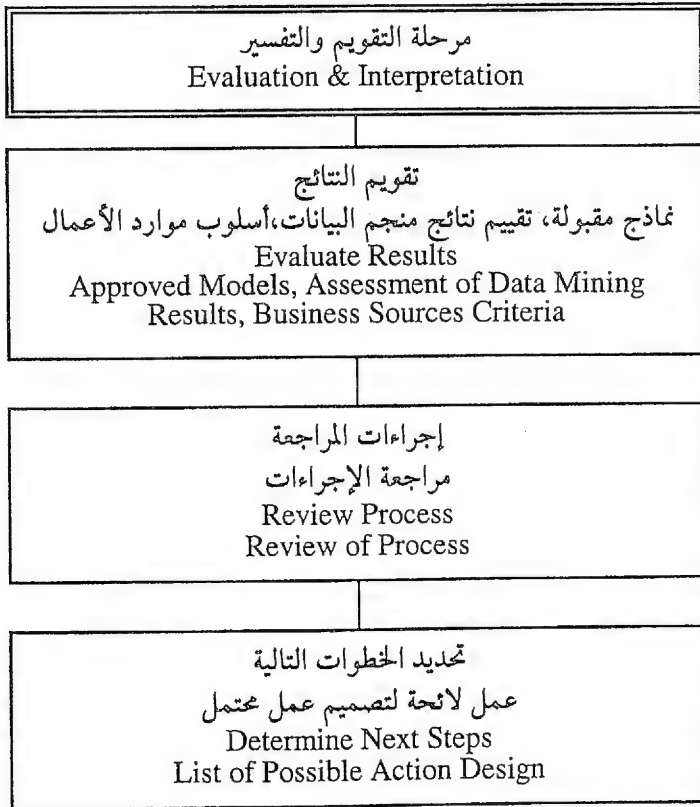 مرحلة التقويم والتفسير
Evaluation & Interpretation
تقويم النتائج
نماذج مقبولة، تقييم نتائج منجم البيانات،أسلوب موارد الأعمال
Evaluate Results
Approved Models, Assessment of Data Mining
Results, Business Sources Criteria
إجراءات المراجعة
مراجعة الإجراءات
Review Process
Review of Process
تحديد الخطوات التالية
عمل لائحة لتصميم عمل محتمل
Determine Next Steps
List of Possible Action Design